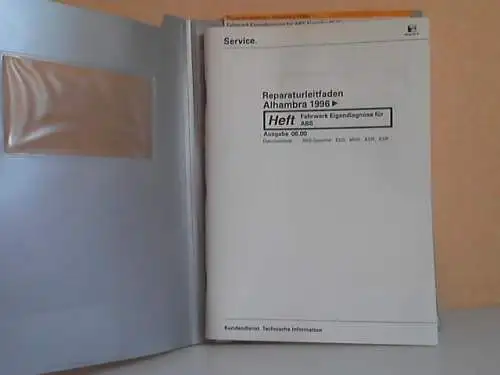 Service.
Reparaturleitfaden
Alhambra 1996 ►
Heft
Fahrwerk Eigendiagnose für
ABS
Ausgabe 06.00
Kundendienst. Technische Information